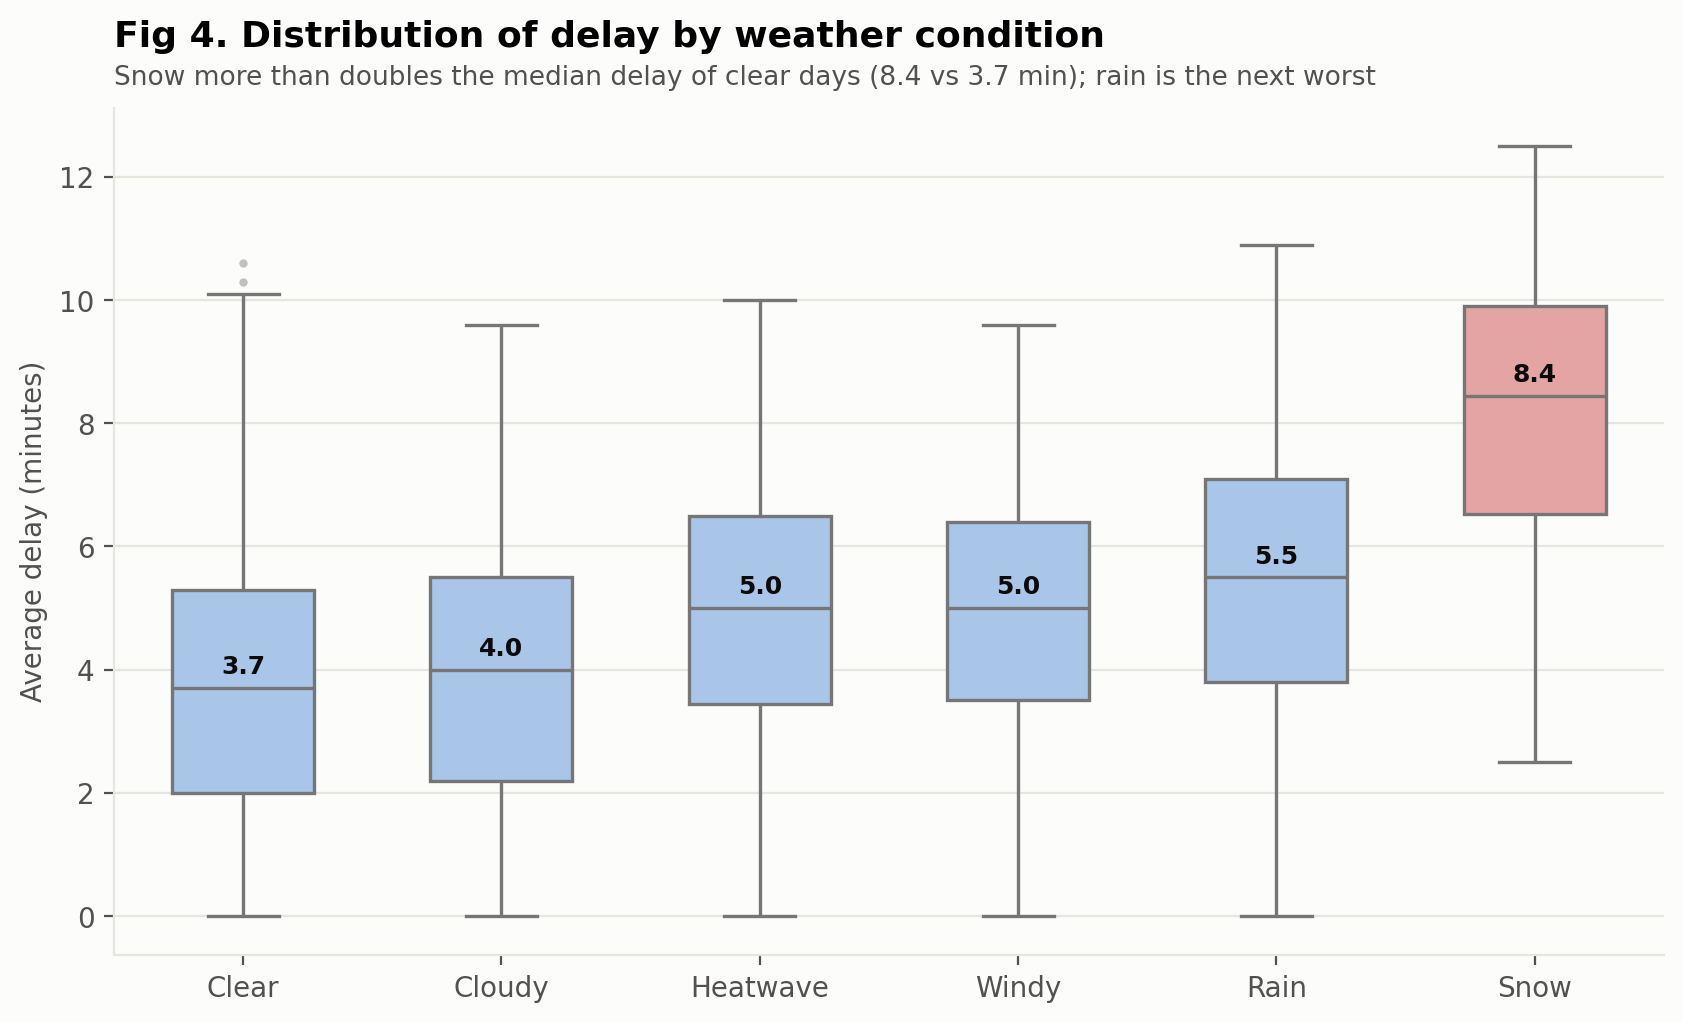 Fig 4. Distribution of delay by weather condition
Snow more than doubles the median delay of clear days (8.4 vs 3.7 min); rain is the next worst
Average delay (minutes)
12
10
8
6
4
2
0
3.7
4.0
5.0
5.0
5.5
8.4
Clear
Cloudy
Heatwave
Windy
Rain
Snow